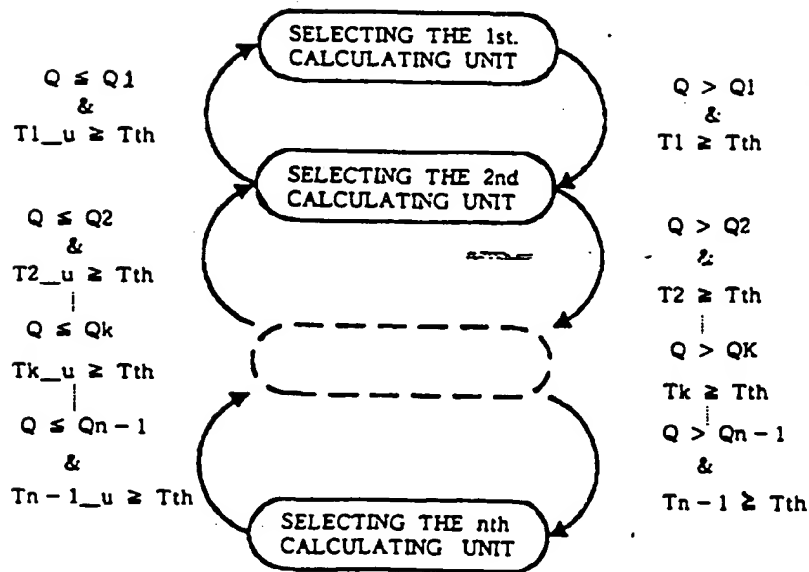 SELECTING THE 1st.
CALCULATING UNIT
Q ≦ Q1
&
T1_u ≧ Tth
Q > Q1
&
T1 ≧ Tth
SELECTING THE 2nd
CALCULATING UNIT
Q ≦ Q2
&
T2_u ≧ Tth
Q ≦ Qk
Tk_u ≧ Tth
Q ≦ Qn-1
&
Tn-1_u ≧ Tth
Q > Q2
&
T2 ≧ Tth
Q > QK
Tk ≧ Tth
Q > Qn-1
&
Tn-1 ≧ Tth
SELECTING THE nth
CALCULATING UNIT